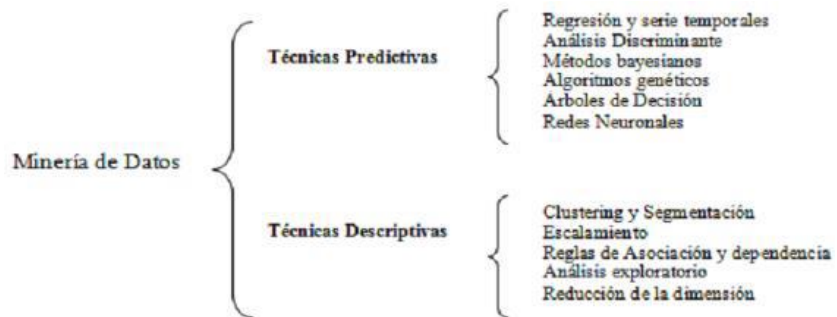 Minería de Datos
Técnicas Predictivas
Regresión y serie temporales
Análisis Discriminante
Métodos bayesianos
Algoritmos genéticos
Arboles de Decisión
Redes Neuronales
Técnicas Descriptivas
Clustering y Segmentación
Escalamiento
Reglas de Asociación y dependencia
Análisis exploratorio
Reducción de la dimensión